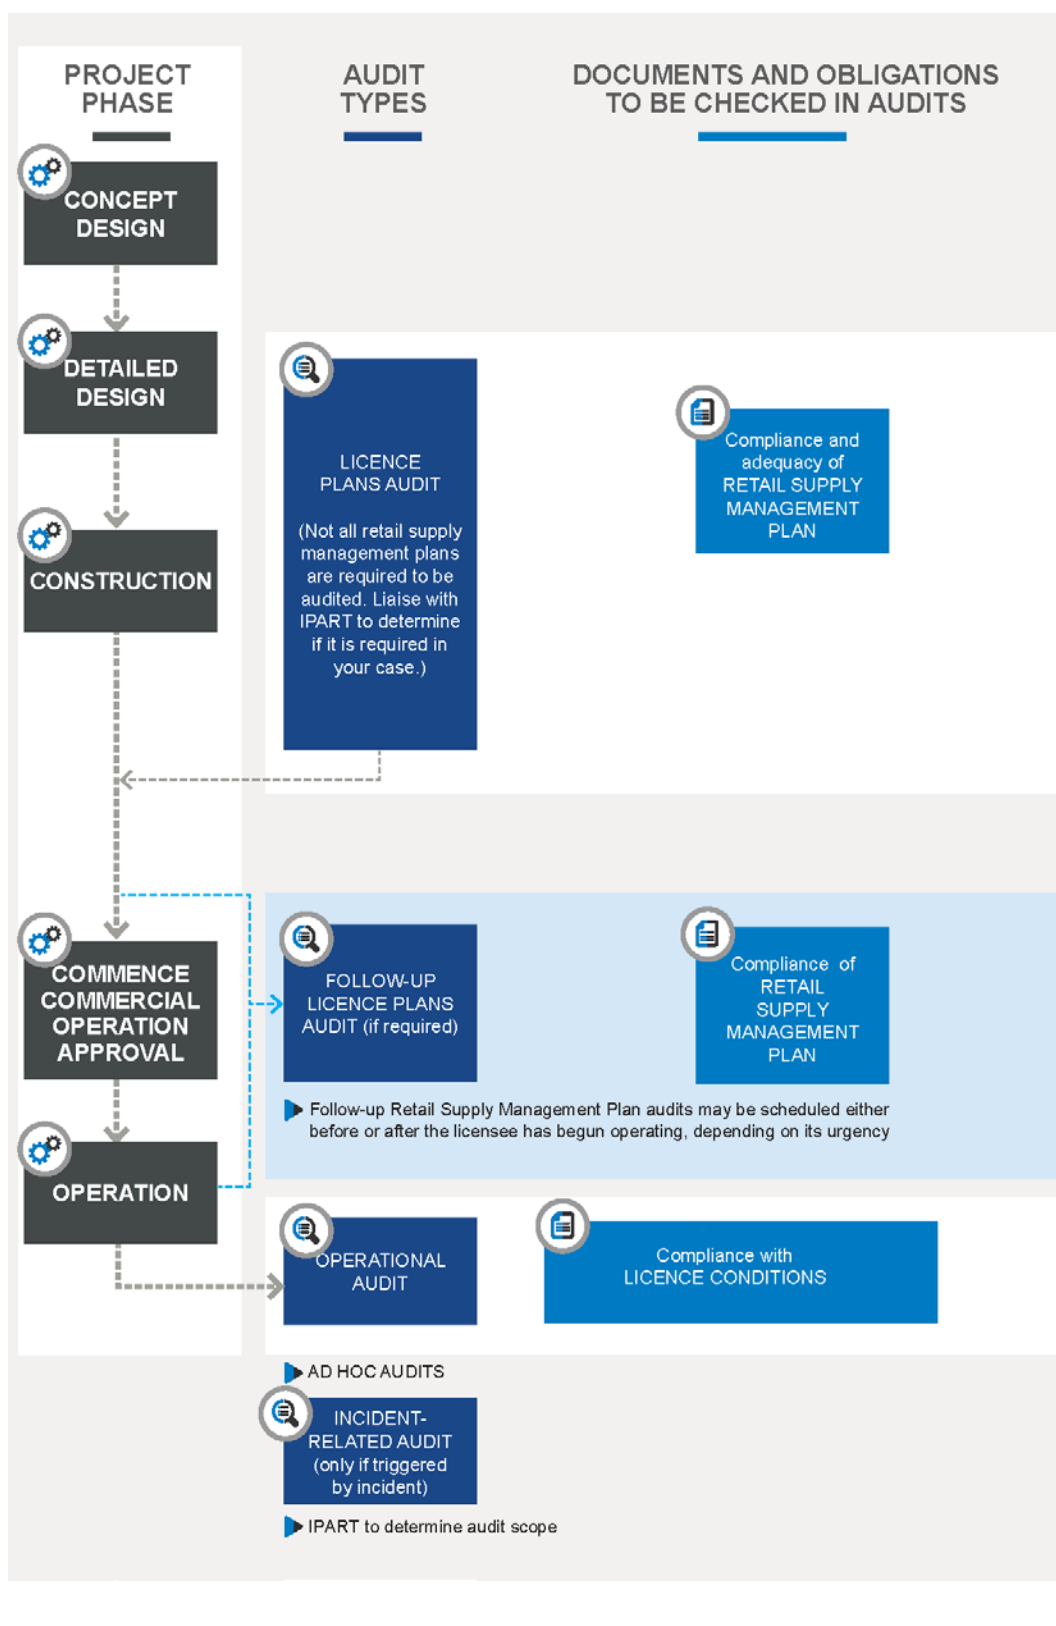 PROJECT
PHASE
AUDIT
TYPES
DOCUMENTS AND OBLIGATIONS
TO BE CHECKED IN AUDITS
CONCEPT
DESIGN
DETAILED
DESIGN
CONSTRUCTION
LICENCE
PLANS AUDIT
(Not all retail supply
management plans
are required to be
audited. Liaise with
IPART to determine
if it is required in
your case.)
Compliance and
adequacy of
RETAIL SUPPLY
MANAGEMENT
PLAN
COMMENCE
COMMERCIAL
OPERATION
APPROVAL
FOLLOW-UP
LICENCE PLANS
AUDIT (if required)
Compliance of
RETAIL
SUPPLY
MANAGEMENT
PLAN
Follow-up Retail Supply Management Plan audits may be scheduled either
before or after the licensee has begun operating, depending on its urgency
OPERATION
OPERATIONAL
AUDIT
Compliance with
LICENCE CONDITIONS
AD HOC AUDITS
INCIDENT-
RELATED AUDIT
(only if triggered
by incident)
IPART to determine audit scope